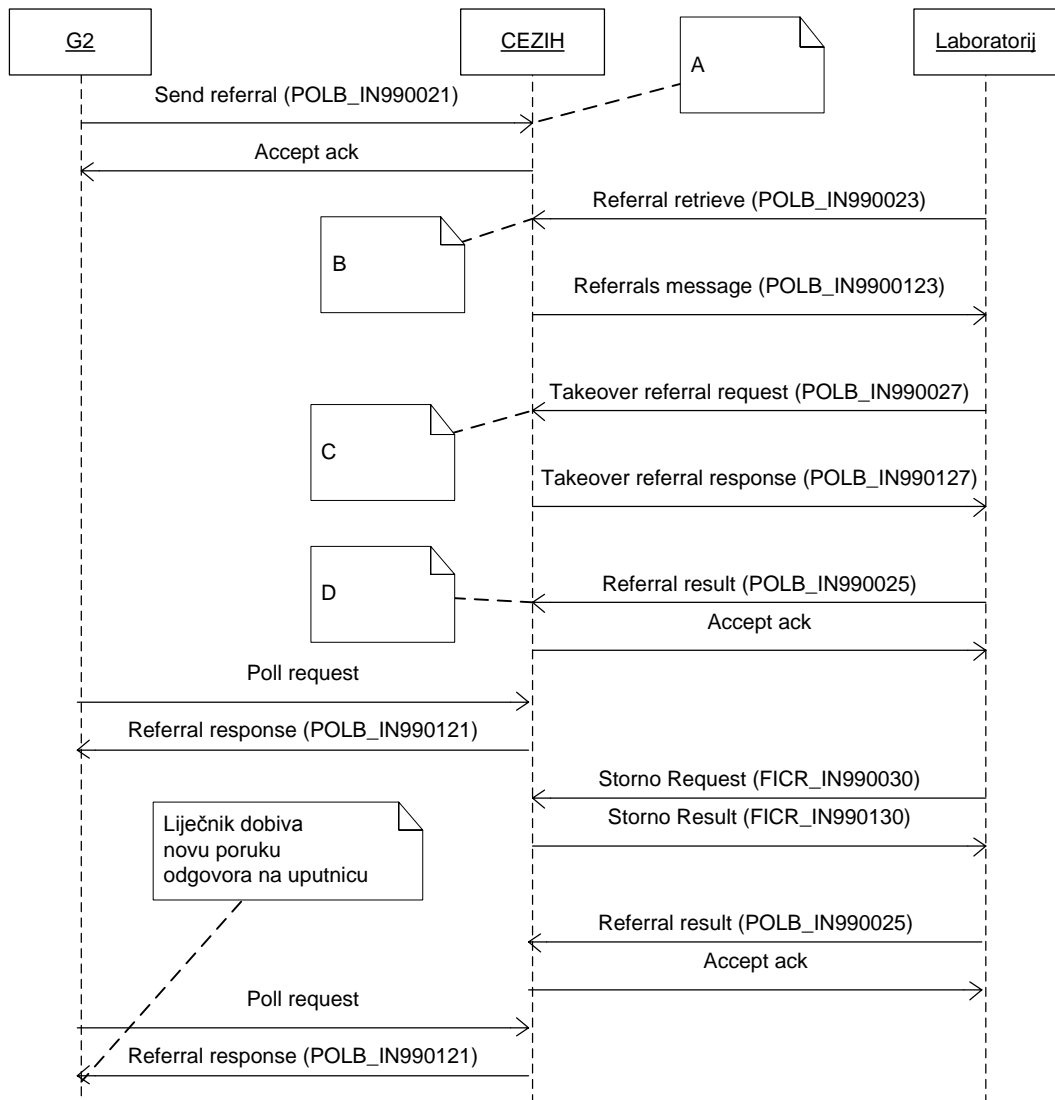 G2
CEZIH
Laboratorij
A
Send referral (POLB_IN990021)
Accept ack
Referral retrieve (POLB_IN990023)
B
Referrals message (POLB_IN9900123)
Takeover referral request (POLB_IN990027)
C
Takeover referral response (POLB_IN990127)
D
Referral result (POLB_IN990025)
Accept ack
Poll request
Referral response (POLB_IN990121)
Storno Request (FICR_IN990030)
Liječnik dobiva
novu poruku
odgovora na uputnicu
Storno Result (FICR_IN990130)
Referral result (POLB_IN990025)
Accept ack
Poll request
Referral response (POLB_IN990121)